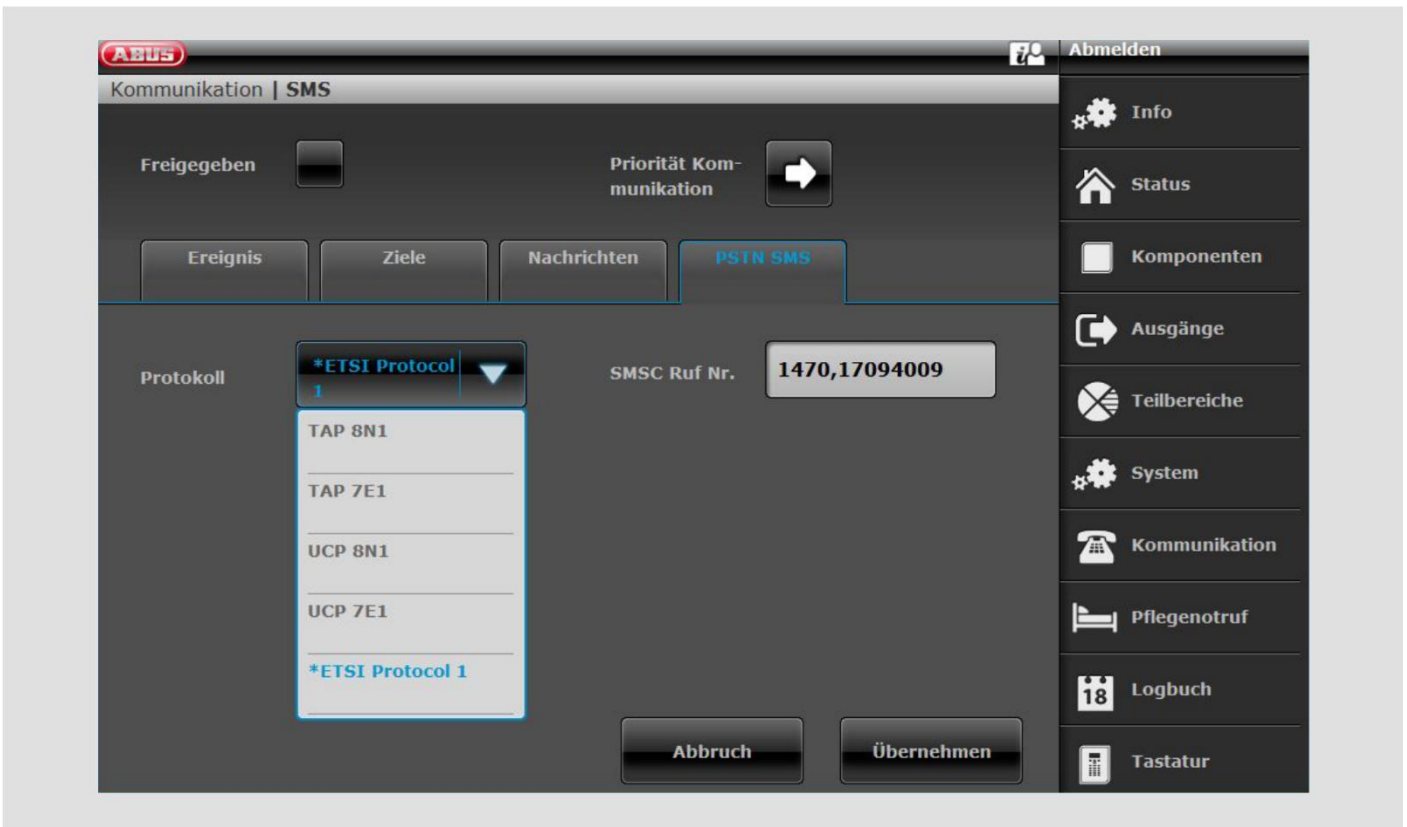 ABUS
Abmelden
Kommunikation | SMS
Info
Freigegeben
Priorität Kom-
munikation
Status
Ereignis
Ziele
Nachrichten
PSTN SMS
Komponenten
Ausgänge
Protokoll
*ETSI Protocol
1
SMSC Ruf Nr.
1470,17094009
Teilbereiche
TAP 8N1
System
TAP 7E1
UCP 8N1
Kommunikation
UCP 7E1
Pflegenotruf
*ETSI Protocol 1
18
Logbuch
Abbruch
Übernehmen
Tastatur